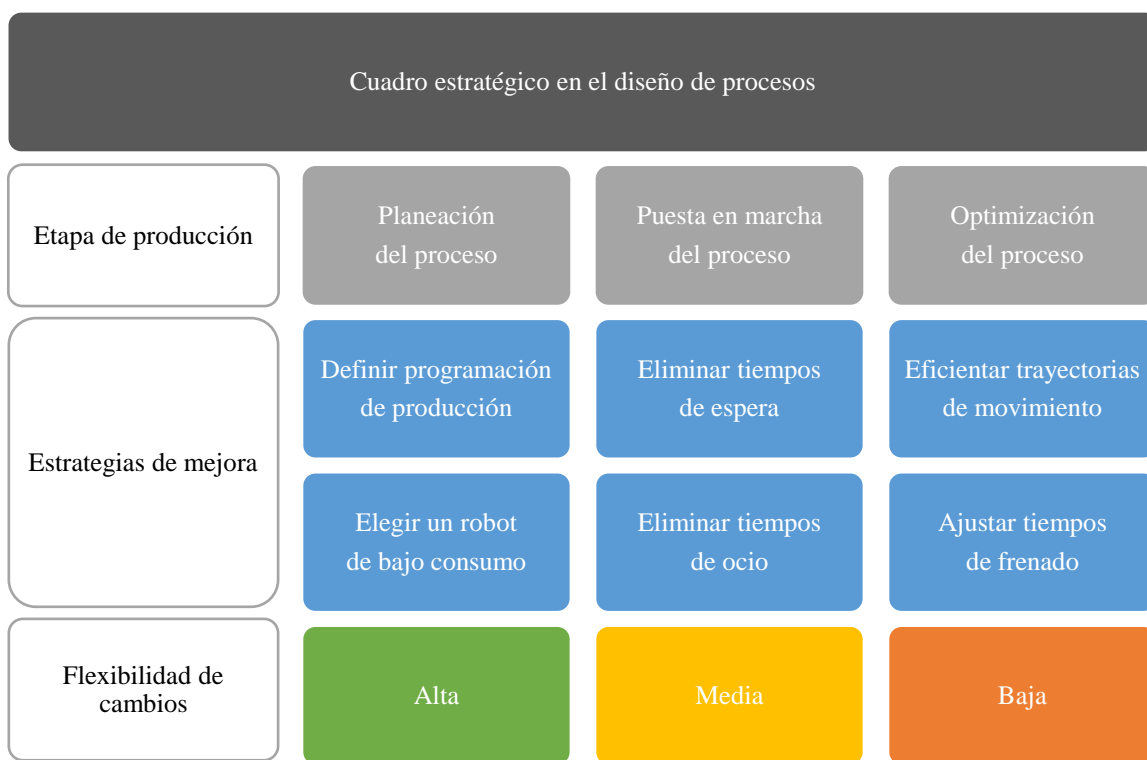 Cuadro estratégico en el diseño de procesos
Etapa de producción
Planeación
del proceso
Puesta en marcha
del proceso
Optimización
del proceso
Estrategias de mejora
Definir programación
de producción
Eliminar tiempos
de espera
Eficientar trayectorias
de movimiento
Elegir un robot
de bajo consumo
Eliminar tiempos
de ocio
Ajustar tiempos
de frenado
Flexibilidad de
cambios
Alta
Media
Baja